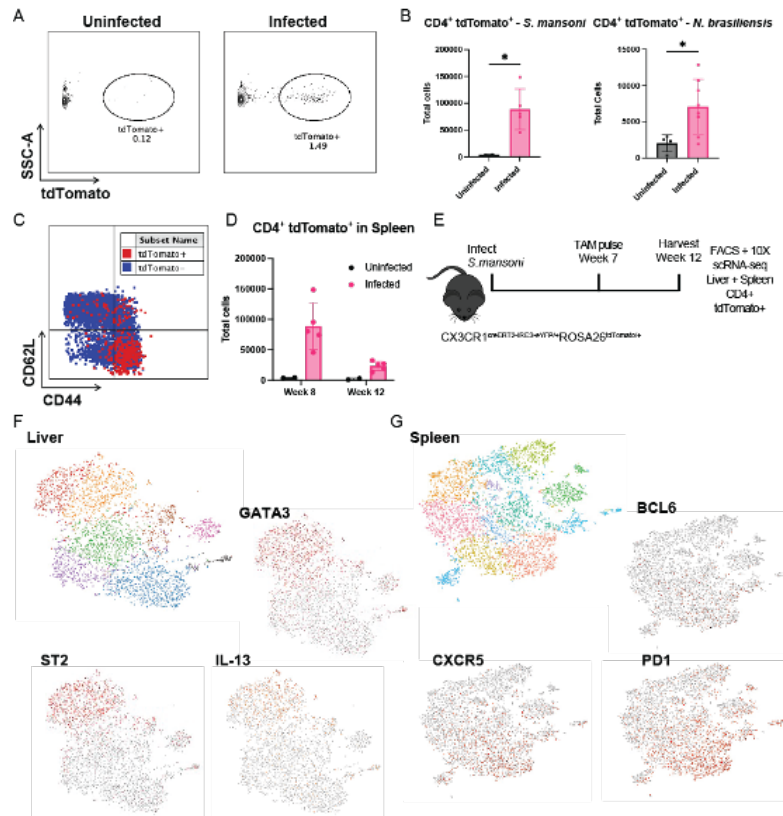 A
Uninfected
Infected
tdTomato+
0.12
tdTomato+
1.49
SSC-A
tdTomato
B
CD4+ tdTomato+ - S. mansoni
Total cells
200000
150000
100000
50000
0
*
Uninfected
Infected
CD4+ tdTomato+ - N. brasiliensis
Total Cells
15000
10000
5000
0
*
Uninfected
Infected
C
Subset Name
tdTomato+
tdTomato-
CD62L
CD44
D
CD4+ tdTomato+ in Spleen
Total cells
200000
150000
100000
50000
0
Uninfected
Infected
Week 8
Week 12
E
Infect
S.mansoni
TAM pulse
Week 7
Harvest
Week 12
FACS + 10X
scRNA-seq
Liver + Spleen
CD4+
tdTomato+
CX3CR1creERT2-IRES-eYFP/+ROSA26tdTomato/+
F
Liver
GATA3
ST2
IL-13
G
Spleen
BCL6
CXCR5
PD1